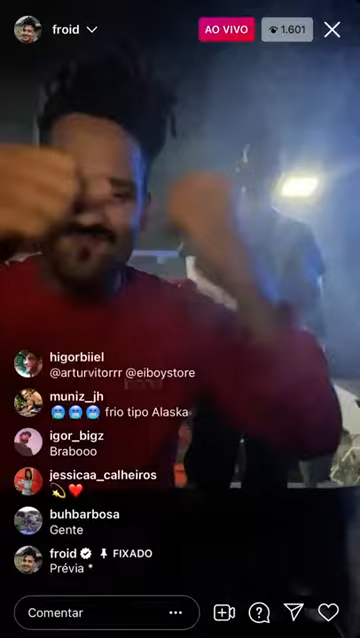 froid
AO VIVO
1.601
higorbiiel
@arturvitorrr @eiboystore
muniz_jh
🥶🥶🥶 frio tipo Alaska
igor_bigz
Brabooo
jessicaa_calheiros
💫❤️
buhbarbosa
Gente
froid FIXADO
Prévia *
Comentar